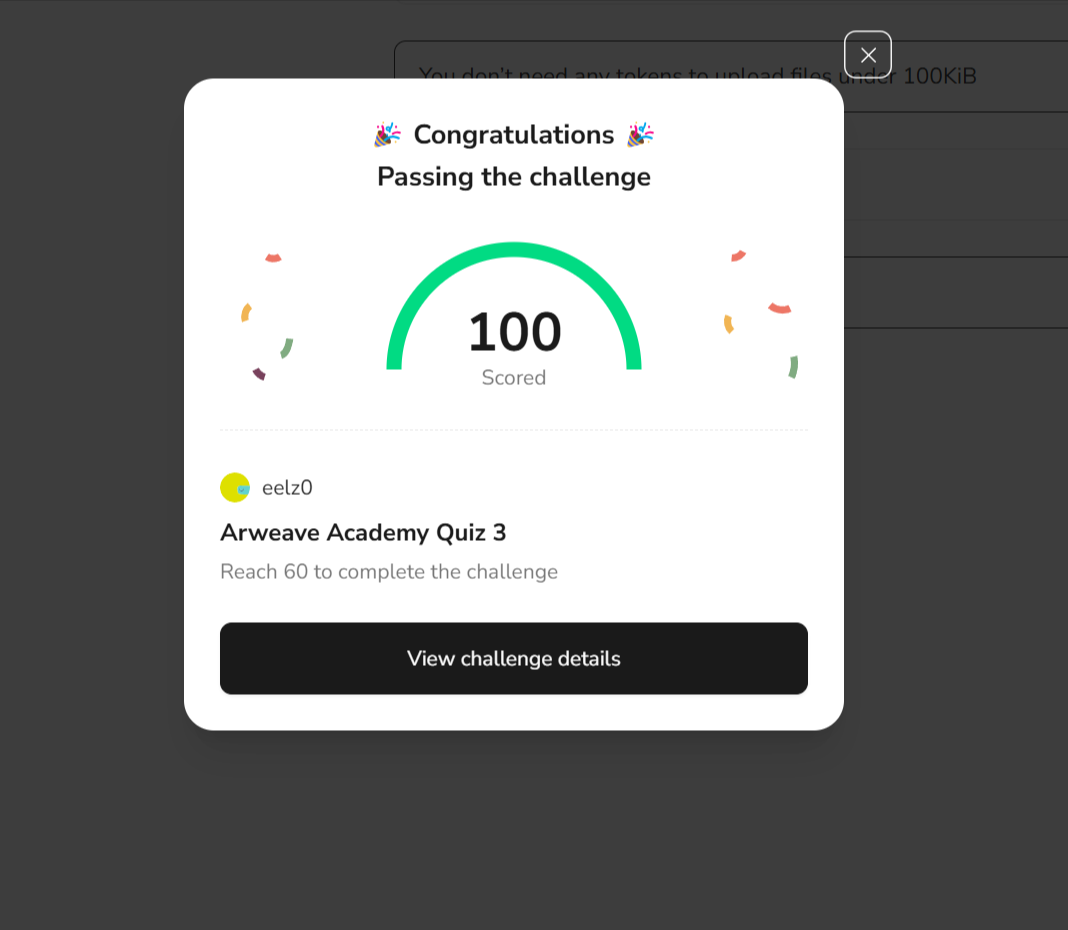 You don't need any tokens to upload files under 100KiB
Congratulations
Passing the challenge
100
Scored
eelz0
Arweave Academy Quiz 3
Reach 60 to complete the challenge
View challenge details